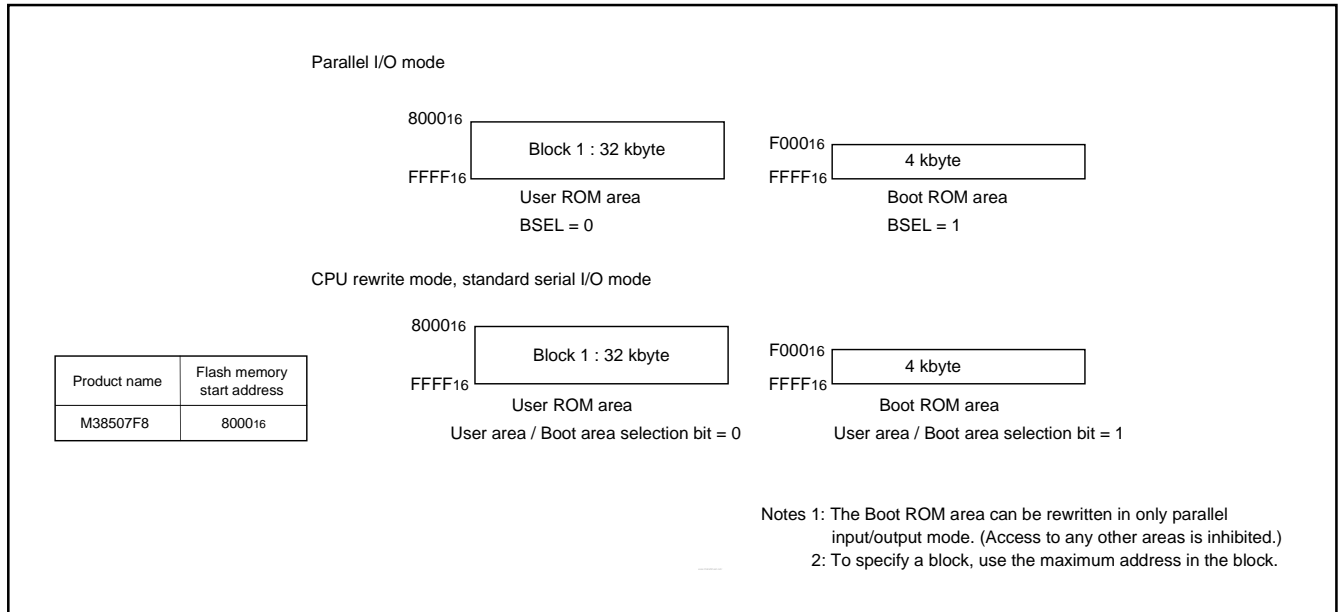 Parallel I/O mode
800016
Block 1 : 32 kbyte
FFFF16
User ROM area
BSEL = 0
F00016
4 kbyte
FFFF16
Boot ROM area
BSEL = 1
CPU rewrite mode, standard serial I/O mode
800016
Block 1 : 32 kbyte
FFFF16
User ROM area
User area / Boot area selection bit = 0
F00016
4 kbyte
FFFF16
Boot ROM area
User area / Boot area selection bit = 1
Product name
Flash memory
start address
M38507F8
800016
Notes 1: The Boot ROM area can be rewritten in only parallel
input/output mode. (Access to any other areas is inhibited.)
2: To specify a block, use the maximum address in the block.